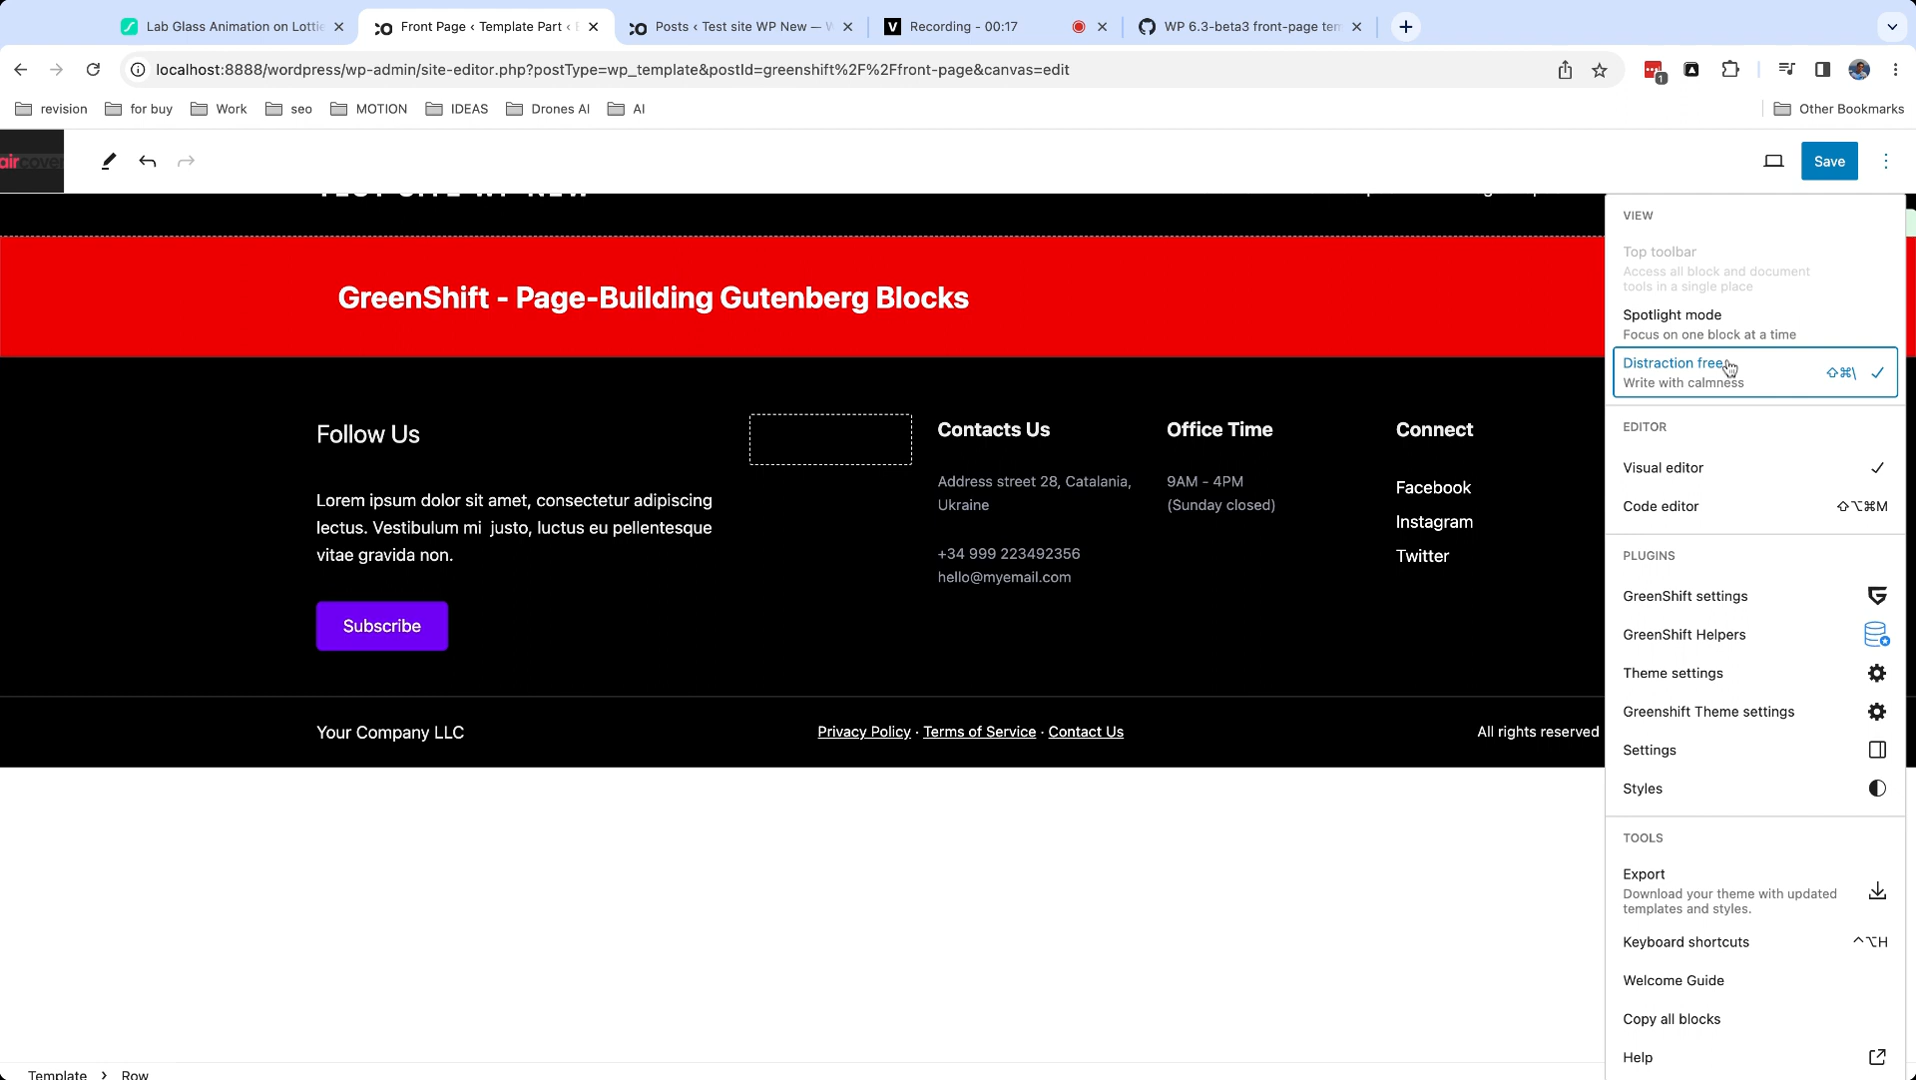 Lab Glass Animation on Lottie
Front Page ‹ Template Part ‹
Posts ‹ Test site WP New —
Recording - 00:17
WP 6.3-beta3 front-page tem
localhost:8888/wordpress/wp-admin/site-editor.php?postType=wp_template&postId=greenshift%2F%2Ffront-page&canvas=edit
1
revision
for buy
Work
seo
MOTION
IDEAS
Drones AI
AI
Other Bookmarks
aircover
Save
TEST SITE WP NEW
GreenShift - Page-Building Gutenberg Blocks
Follow Us
Lorem ipsum dolor sit amet, consectetur adipiscing
lectus. Vestibulum mi justo, luctus eu pellentesque
vitae gravida non.
Subscribe
Contacts Us
Address street 28, Catalania,
Ukraine
+34 999 223492356
hello@myemail.com
Office Time
9AM - 4PM
(Sunday closed)
Connect
Facebook
Instagram
Twitter
Your Company LLC
Privacy Policy · Terms of Service · Contact Us
All rights reserved
VIEW
Top toolbar
Access all block and document
tools in a single place
Spotlight mode
Focus on one block at a time
Distraction free
Write with calmness
⇧⌘\
EDITOR
Visual editor
Code editor
⇧⌥⌘M
PLUGINS
GreenShift settings
GreenShift Helpers
Theme settings
Greenshift Theme settings
Settings
Styles
TOOLS
Export
Download your theme with updated
templates and styles.
Keyboard shortcuts
⌃⌥H
Welcome Guide
Copy all blocks
Help
Template › Row